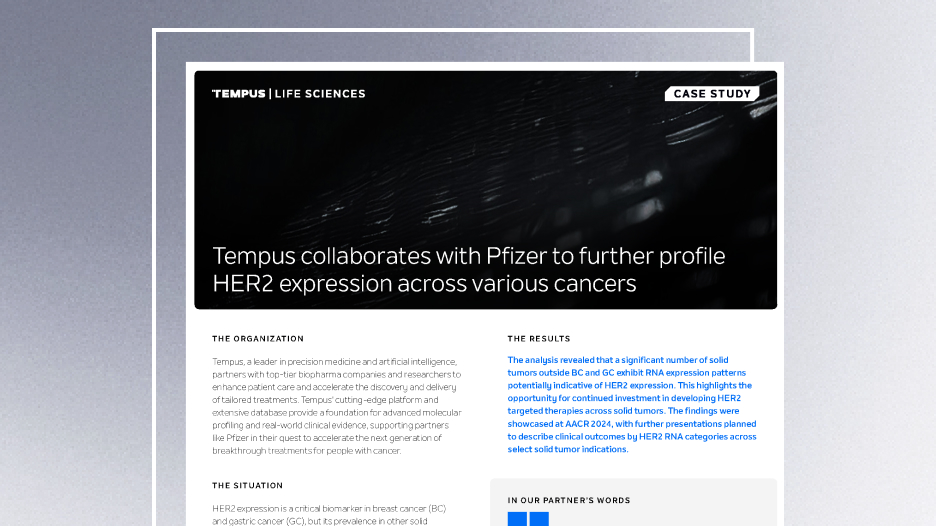 TEMPUS | LIFE SCIENCES
CASE STUDY
Tempus collaborates with Pfizer to further profile
HER2 expression across various cancers
THE ORGANIZATION
Tempus, a leader in precision medicine and artificial intelligence,
partners with top-tier biopharma companies and researchers to
enhance patient care and accelerate the discovery and delivery
of tailored treatments. Tempus' cutting-edge platform and
extensive database provide a foundation for advanced molecular
profiling and real-world clinical evidence, supporting partners
like Pfizer in their quest to accelerate the next generation of
breakthrough treatments for people with cancer.
THE SITUATION
HER2 expression is a critical biomarker in breast cancer (BC)
and gastric cancer (GC), but its prevalence in other solid
THE RESULTS
The analysis revealed that a significant number of solid
tumors outside BC and GC exhibit RNA expression patterns
potentially indicative of HER2 expression. This highlights the
opportunity for continued investment in developing HER2
targeted therapies across solid tumors. The findings were
showcased at AACR 2024, with further presentations planned
to describe clinical outcomes by HER2 RNA categories across
select solid tumor indications.
IN OUR PARTNER'S WORDS